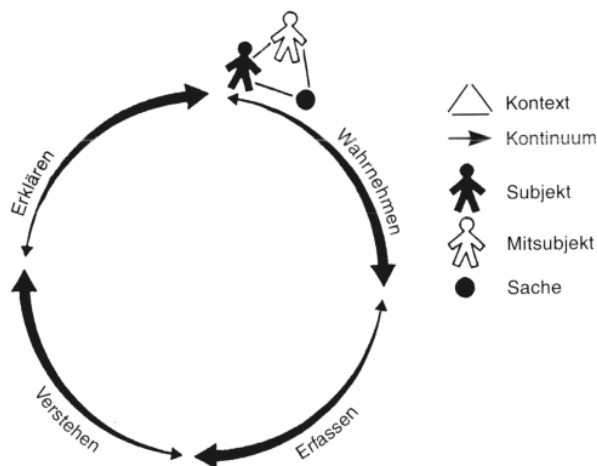 Wahrnehmen
Erfassen
Verstehen
Erklären
Kontext
Kontinuum
Subjekt
Mitsubjekt
Sache